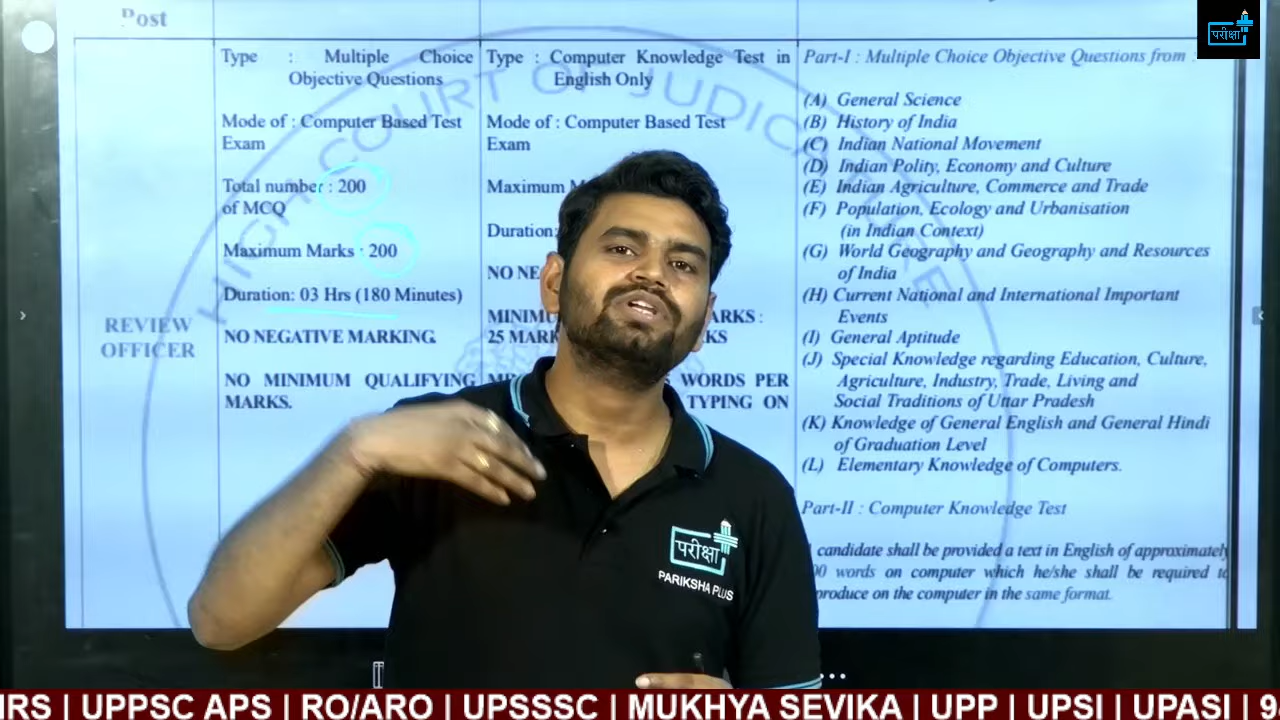 Post
परीक्षा
REVIEW
OFFICER
Type : Multiple Choice
Objective Questions
Mode of : Computer Based Test
Exam
Total number : 200
of MCQ
Maximum Marks : 200
Duration: 03 Hrs (180 Minutes)
NO NEGATIVE MARKING.
NO MINIMUM QUALIFYING
MARKS.
Type : Computer Knowledge Test in
English Only
Mode of : Computer Based Test
Exam
Maximum
Duration:
NO
25
WORDS PER
TYPING ON
Part-I : Multiple Choice Objective Questions from :
(A) General Science
(B) History of India
(C) Indian National Movement
(D) Indian Polity, Economy and Culture
(E) Indian Agriculture, Commerce and Trade
(F) Population, Ecology and Urbanisation
(in Indian Context)
(G) World Geography and Geography and Resources
of India
(H) Current National and International Important
Events
(I) General Aptitude
(J) Special Knowledge regarding Education, Culture,
Agriculture, Industry, Trade, Living and
Social Traditions of Uttar Pradesh
(K) Knowledge of General English and General Hindi
of Graduation Level
(L) Elementary Knowledge of Computers.
Part-II : Computer Knowledge Test
candidate shall be provided a text in English of approximately
words on computer which he/she shall be required to
produce on the computer in the same format.
HIGH COURT OF JUDICA
परीक्षा
PARIKSHA PLUS
HRS | UPPSC APS | RO/ARO | UPSSSC | MUKHYA SEVIKA | UPP | UPSI | UPASI |